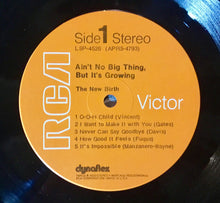 Side 1 Stereo
LSP-4526 (APRS-4793)
Ain't No Big Thing,
But It's Growing
The New Birth
RCA
Victor
1 O-O-H Child (Vincent)
2 I Want to Make It with You (Gates)
3 Never Can Say Goodbye (Davis)
4 How Good It Feels (Fuqua)
5 It's Impossible (Manzanero-Wayne)
dynaflex